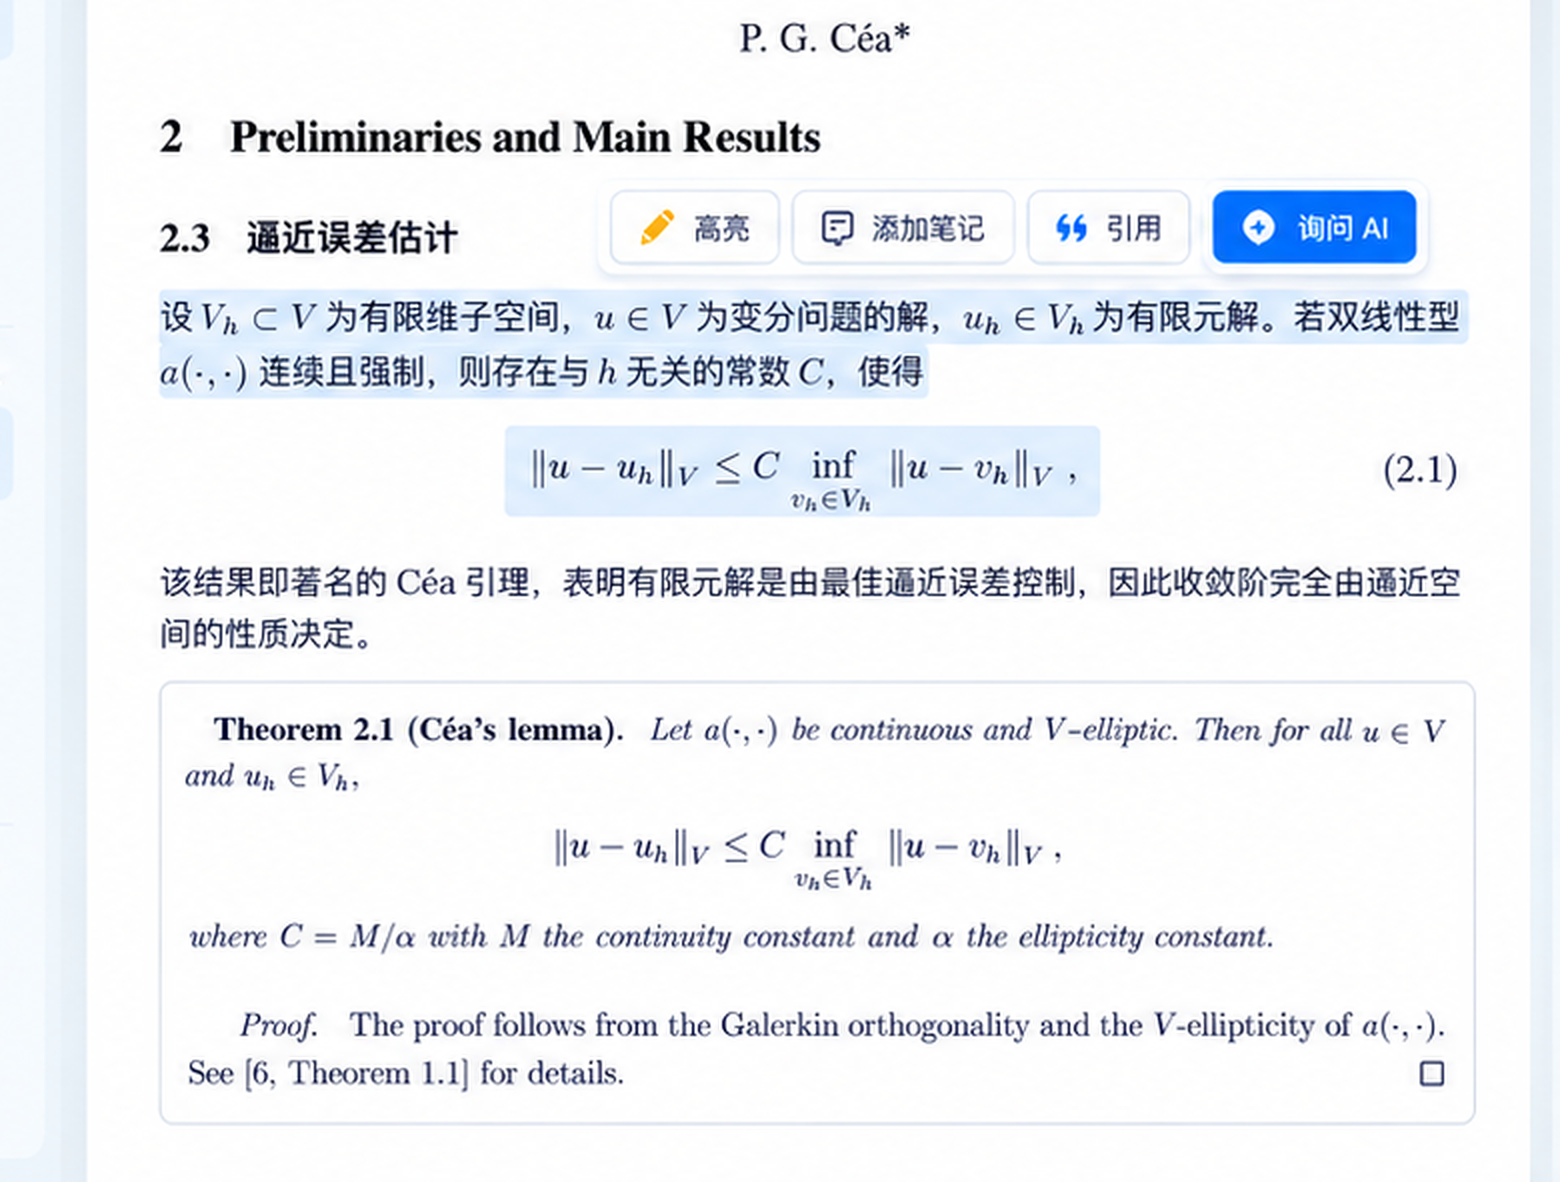 P. G. Céa*
2 Preliminaries and Main Results
2.3 逼近误差估计
高亮
添加笔记
引用
询问 AI
设 Vₕ ⊂ V 为有限维子空间，u ∈ V 为变分问题的解，uₕ ∈ Vₕ 为有限元解。若双线性型
a(·,·) 连续且强制，则存在与 h 无关的常数 C，使得
‖u − uₕ‖_V ≤ C inf_{vₕ∈Vₕ} ‖u − vₕ‖_V , (2.1)
该结果即著名的 Céa 引理，表明有限元解是由最佳逼近误差控制，因此收敛阶完全由逼近空
间的性质决定。
Theorem 2.1 (Céa’s lemma). Let a(·,·) be continuous and V-elliptic. Then for all u ∈ V
and uₕ ∈ Vₕ,
‖u − uₕ‖_V ≤ C inf_{vₕ∈Vₕ} ‖u − vₕ‖_V ,
where C = M/α with M the continuity constant and α the ellipticity constant.
Proof. The proof follows from the Galerkin orthogonality and the V-ellipticity of a(·,·).
See [6, Theorem 1.1] for details. □